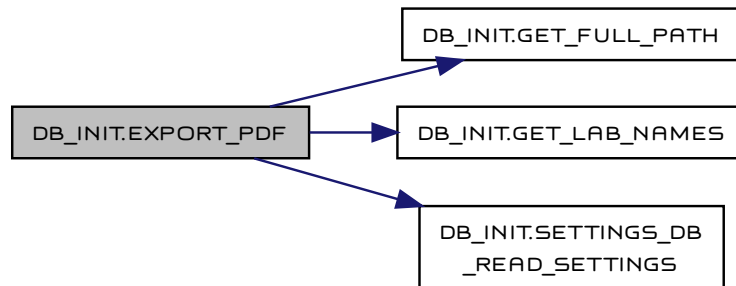 DB_INIT.GET_FULL_PATH
DB_INIT.EXPORT_PDF
DB_INIT.GET_LAB_NAMES
DB_INIT.SETTINGS_DB
_READ_SETTINGS